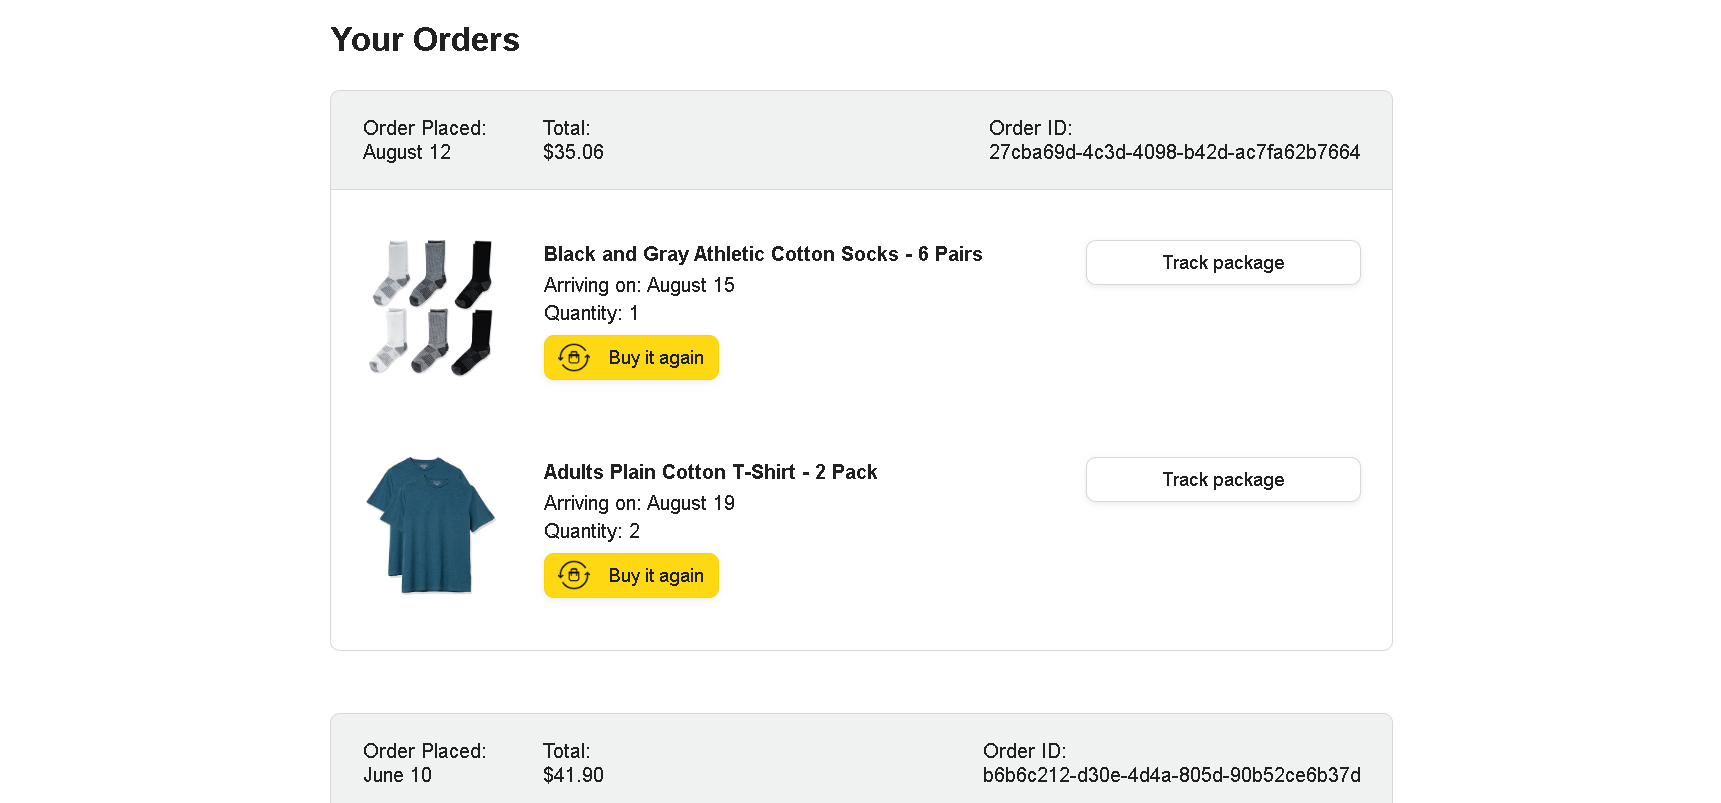 Your Orders
Order Placed:
August 12
Total:
$35.06
Order ID:
27cba69d-4c3d-4098-b42d-ac7fa62b7664
Black and Gray Athletic Cotton Socks - 6 Pairs
Arriving on: August 15
Quantity: 1
Buy it again
Track package
Adults Plain Cotton T-Shirt - 2 Pack
Arriving on: August 19
Quantity: 2
Buy it again
Track package
Order Placed:
June 10
Total:
$41.90
Order ID:
b6b6c212-d30e-4d4a-805d-90b52ce6b37d